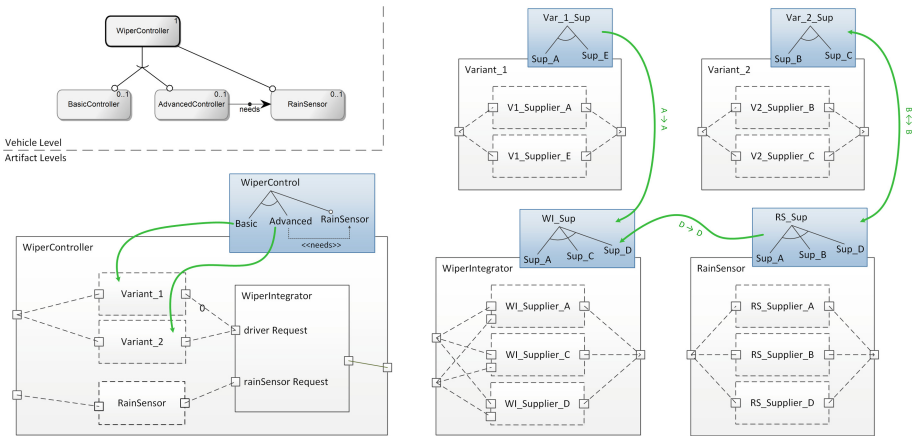 1
WiperController
0..1
BasicController
0..1
AdvancedController
needs
0..1
RainSensor
Vehicle Level
Artifact Levels
WiperControl
Basic
Advanced
RainSensor
<<needs>>
WiperController
Variant_1
0
Variant_2
RainSensor
WiperIntegrator
driver Request
rainSensor Request
Var_1_Sup
Sup_A
Sup_E
Variant_1
V1_Supplier_A
V1_Supplier_E
A→A
Var_2_Sup
Sup_B
Sup_C
Variant_2
V2_Supplier_B
V2_Supplier_C
B↔B
WI_Sup
Sup_A
Sup_C
Sup_D
WiperIntegrator
WI_Supplier_A
WI_Supplier_C
WI_Supplier_D
D→D
RS_Sup
Sup_A
Sup_B
Sup_D
RainSensor
RS_Supplier_A
RS_Supplier_B
RS_Supplier_D